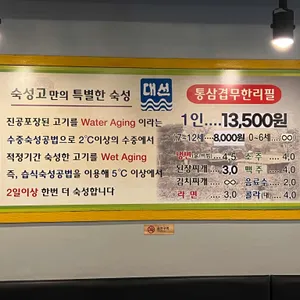 숙성고 만의 특별한 숙성
대선
진공포장된 고기를 Water Aging 이라는
수중숙성공법으로 2℃이상의 수중에서
적정기간 숙성한 고기를 Wet Aging
즉, 습식숙성공법을 이용해 5℃ 이상에서
2일이상 한번 더 숙성합니다
통삼겹무한리필
1인....13,500원
7~12세....8,000원 0~6세....∞
4.5 소주....4.0
된장찌개....3.0 맥주....4.0
김치찌개....∞ 음료수....2.0
라면....3.0 콜라